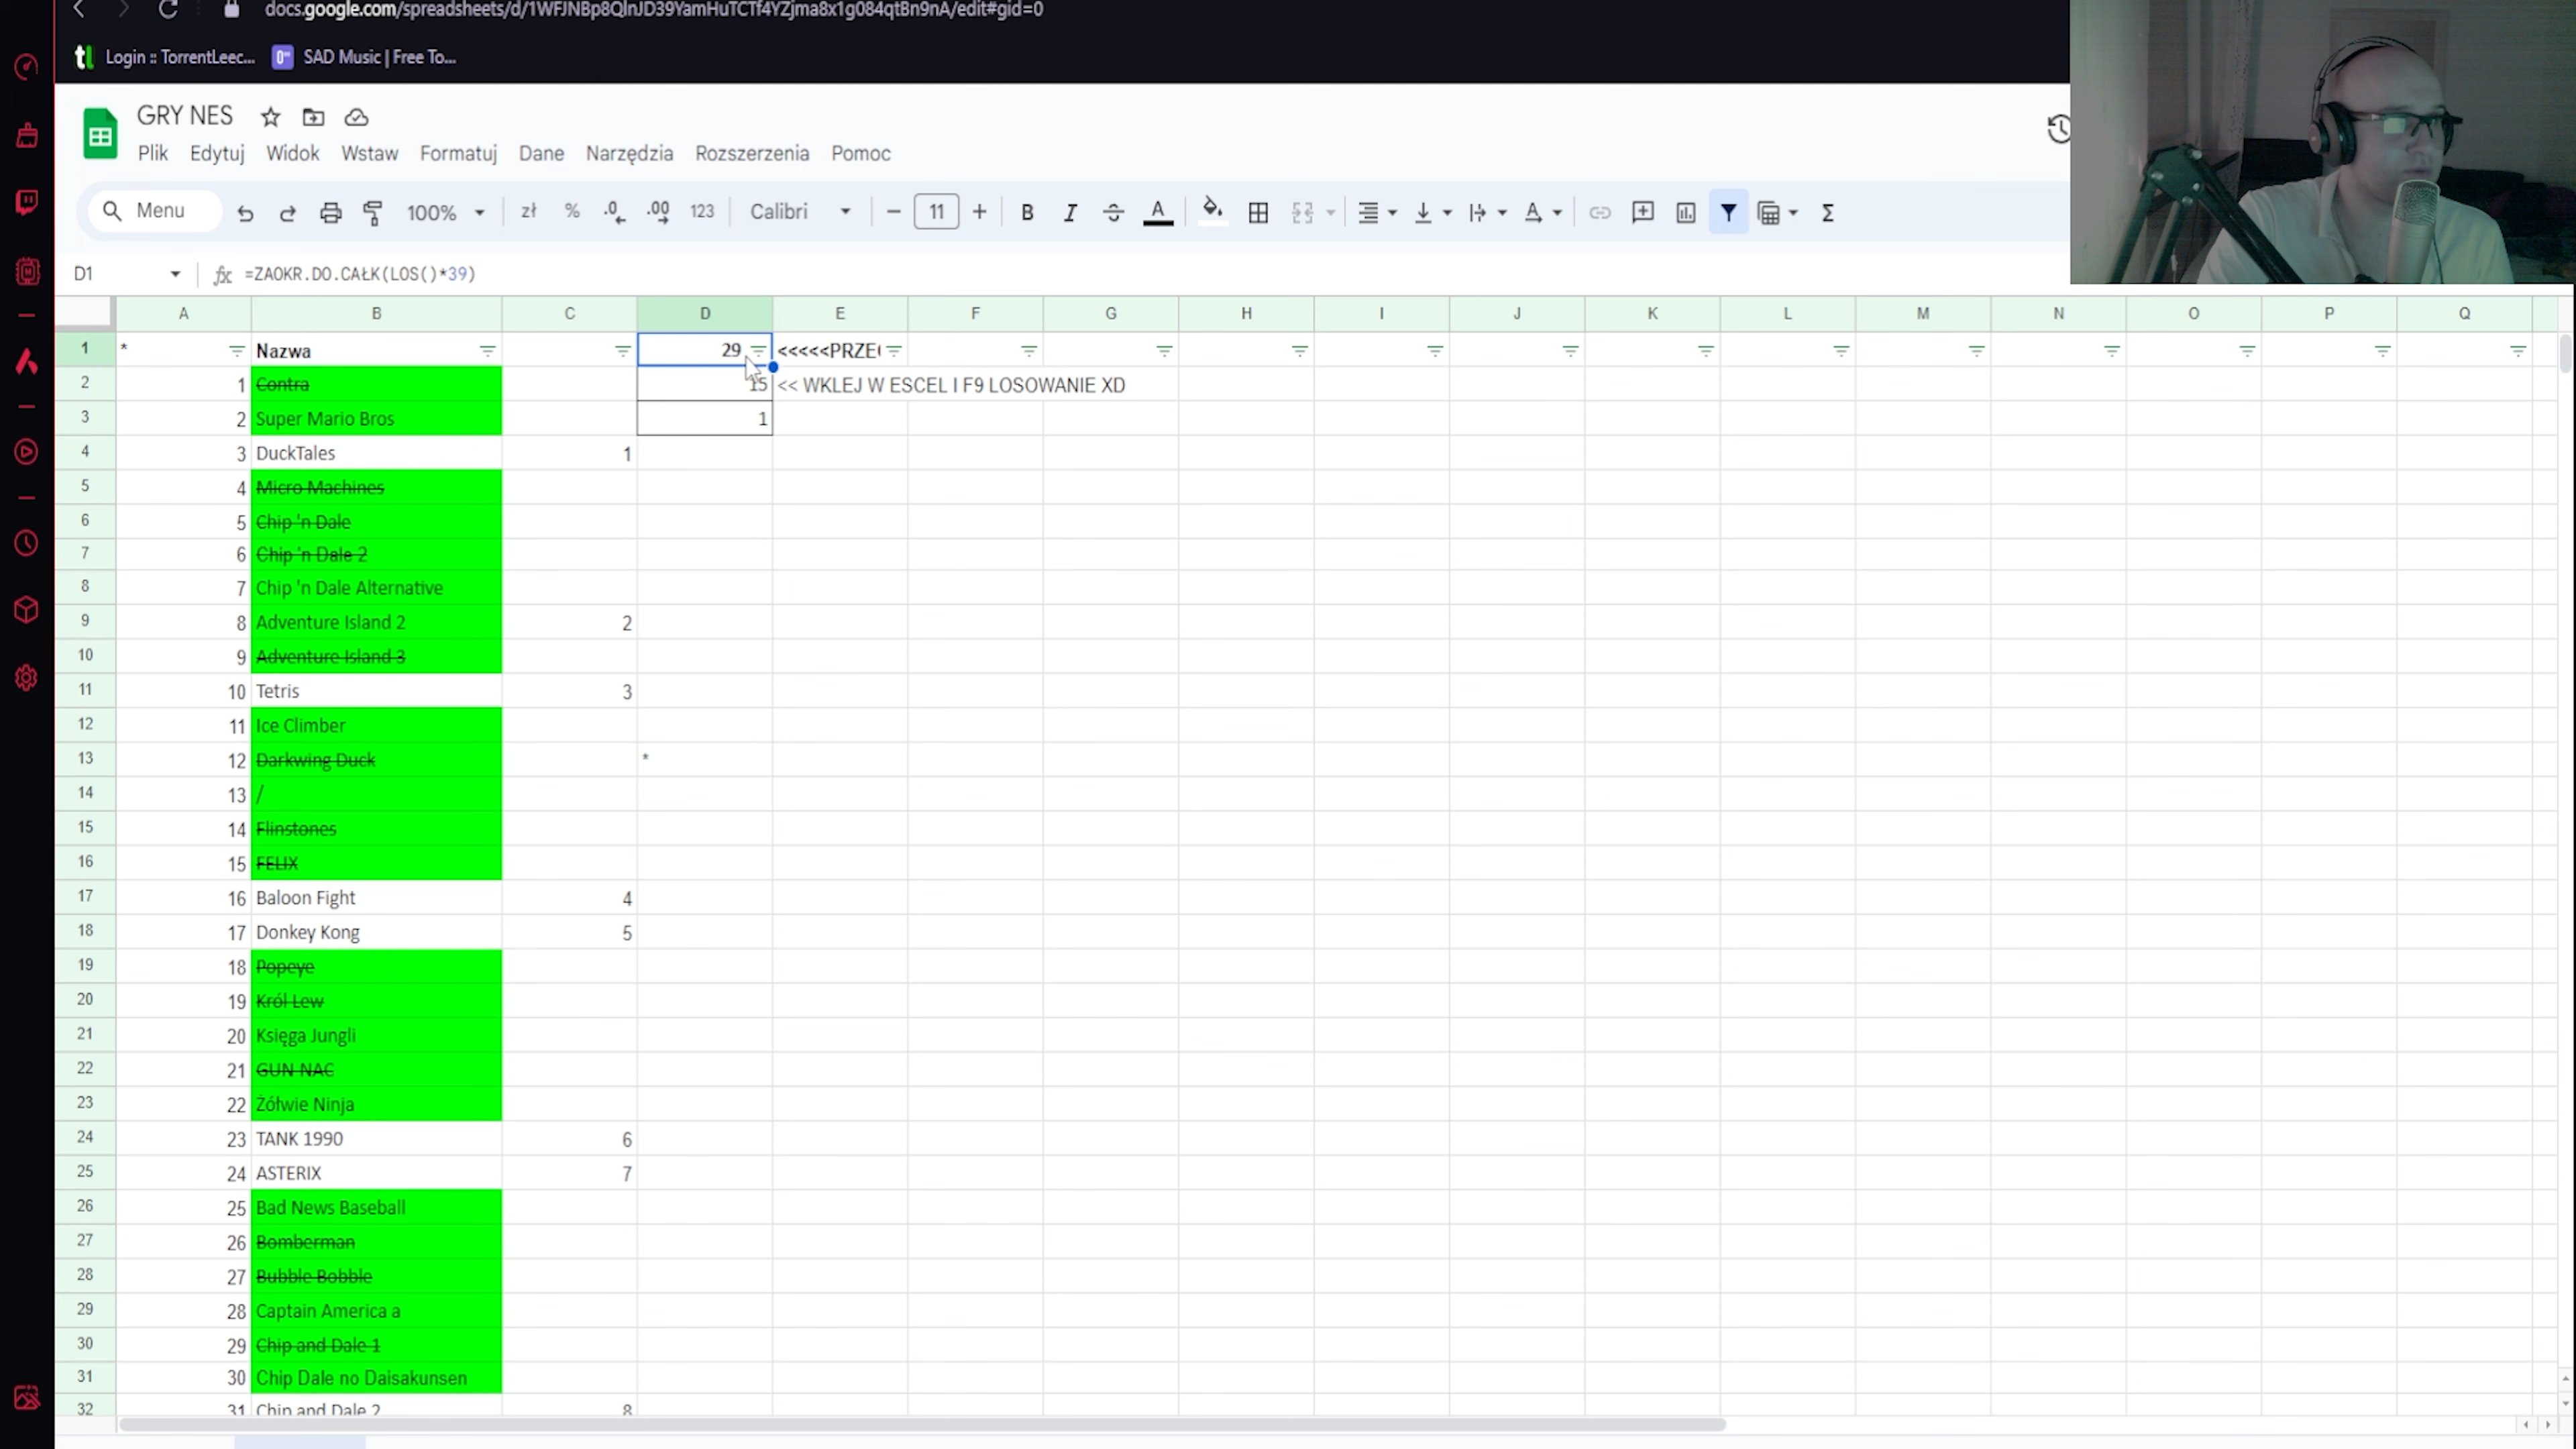 docs.google.com/spreadsheets/d/1WFJNBp8QlnJD39YamHuTCTf4YZjma8x1g084qtBn9nA/edit#gid=0
tl Login :: TorrentLeec... SAD Music | Free To...
GRY NES
Plik Edytuj Widok Wstaw Formatuj Dane Narzędzia Rozszerzenia Pomoc
Menu 100% zł % .0 .00 123 Calibri 11 B I S A Σ
D1 fx =ZAOKR.DO.CAŁK(LOS()*39)
A B C D E F G H I J K L M N O P Q
1 * Nazwa 29 <<<<<PRZE
2 1 Contra 15 << WKLEJ W ESCEL I F9 LOSOWANIE XD
3 2 Super Mario Bros 1
4 3 DuckTales 1
5 4 Micro Machines
6 5 Chip 'n Dale
7 6 Chip 'n Dale 2
8 7 Chip 'n Dale Alternative
9 8 Adventure Island 2 2
10 9 Adventure Island 3
11 10 Tetris 3
12 11 Ice Climber
13 12 Darkwing Duck *
14 13 /
15 14 Flinstones
16 15 FELIX
17 16 Baloon Fight 4
18 17 Donkey Kong 5
19 18 Popeye
20 19 Król Lew
21 20 Księga Jungli
22 21 GUN NAC
23 22 Żółwie Ninja
24 23 TANK 1990 6
25 24 ASTERIX 7
26 25 Bad News Baseball
27 26 Bomberman
28 27 Bubble Bobble
29 28 Captain America a
30 29 Chip and Dale 1
31 30 Chip Dale no Daisakunsen
32 31 Chip and Dale 2 8